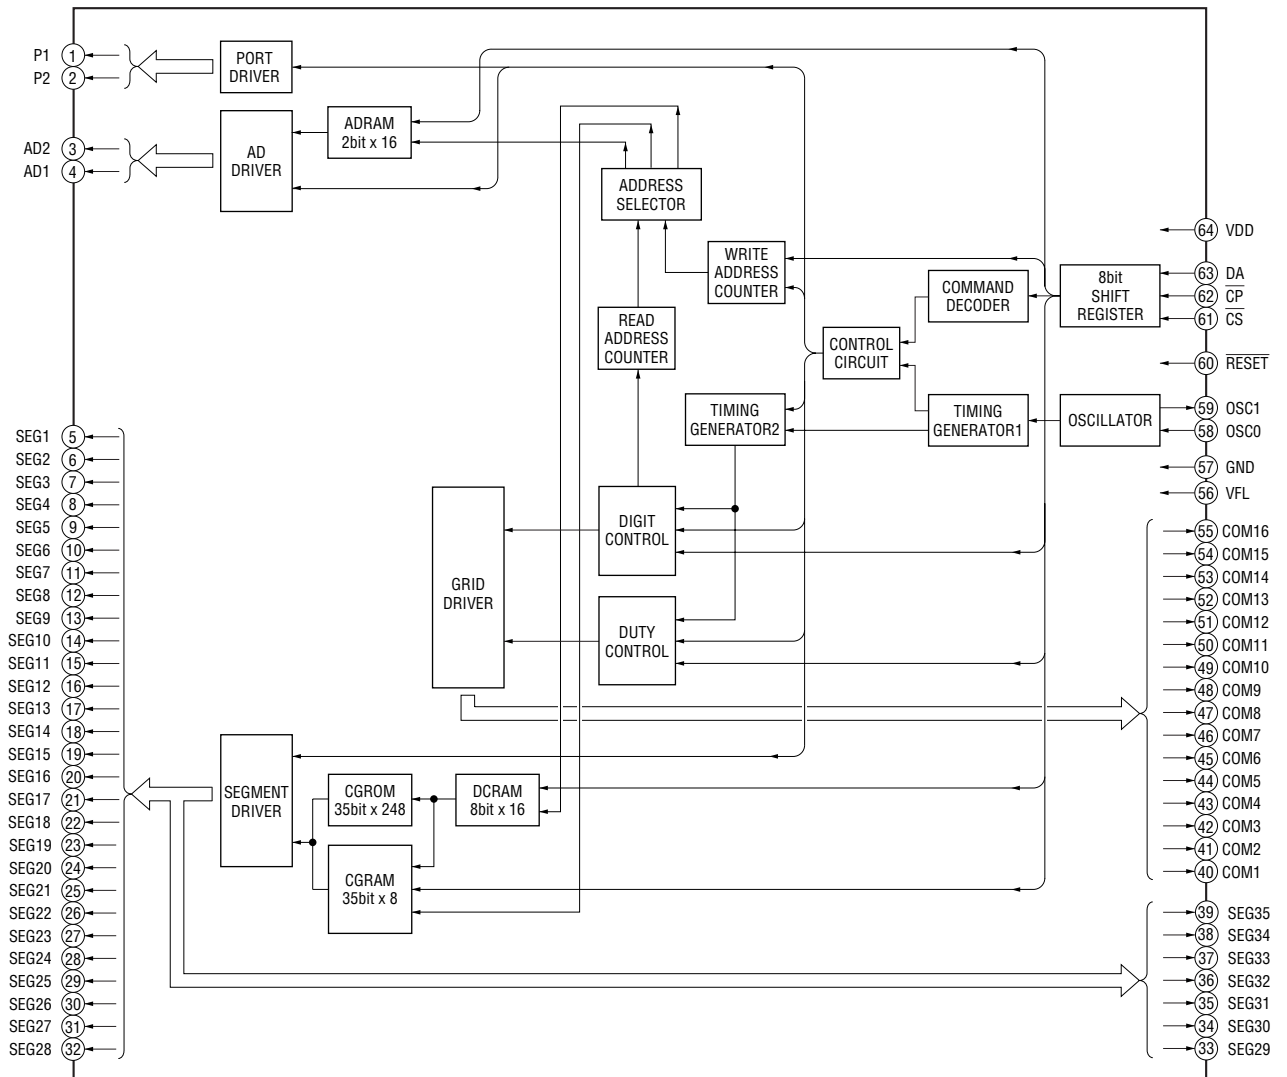 P1 1
P2 2
AD2 3
AD1 4
SEG1 5
SEG2 6
SEG3 7
SEG4 8
SEG5 9
SEG6 10
SEG7 11
SEG8 12
SEG9 13
SEG10 14
SEG11 15
SEG12 16
SEG13 17
SEG14 18
SEG15 19
SEG16 20
SEG17 21
SEG18 22
SEG19 23
SEG20 24
SEG21 25
SEG22 26
SEG23 27
SEG24 28
SEG25 29
SEG26 30
SEG27 31
SEG28 32
PORT
DRIVER
AD
DRIVER
ADRAM
2bit x 16
ADDRESS
SELECTOR
WRITE
ADDRESS
COUNTER
READ
ADDRESS
COUNTER
COMMAND
DECODER
8bit
SHIFT
REGISTER
CONTROL
CIRCUIT
TIMING
GENERATOR2
TIMING
GENERATOR1
OSCILLATOR
GRID
DRIVER
DIGIT
CONTROL
DUTY
CONTROL
SEGMENT
DRIVER
CGROM
35bit x 248
DCRAM
8bit x 16
CGRAM
35bit x 8
64 VDD
63 DA
62 CP
61 CS
60 RESET
59 OSC1
58 OSC0
57 GND
56 VFL
55 COM16
54 COM15
53 COM14
52 COM13
51 COM12
50 COM11
49 COM10
48 COM9
47 COM8
46 COM7
45 COM6
44 COM5
43 COM4
42 COM3
41 COM2
40 COM1
39 SEG35
38 SEG34
37 SEG33
36 SEG32
35 SEG31
34 SEG30
33 SEG29